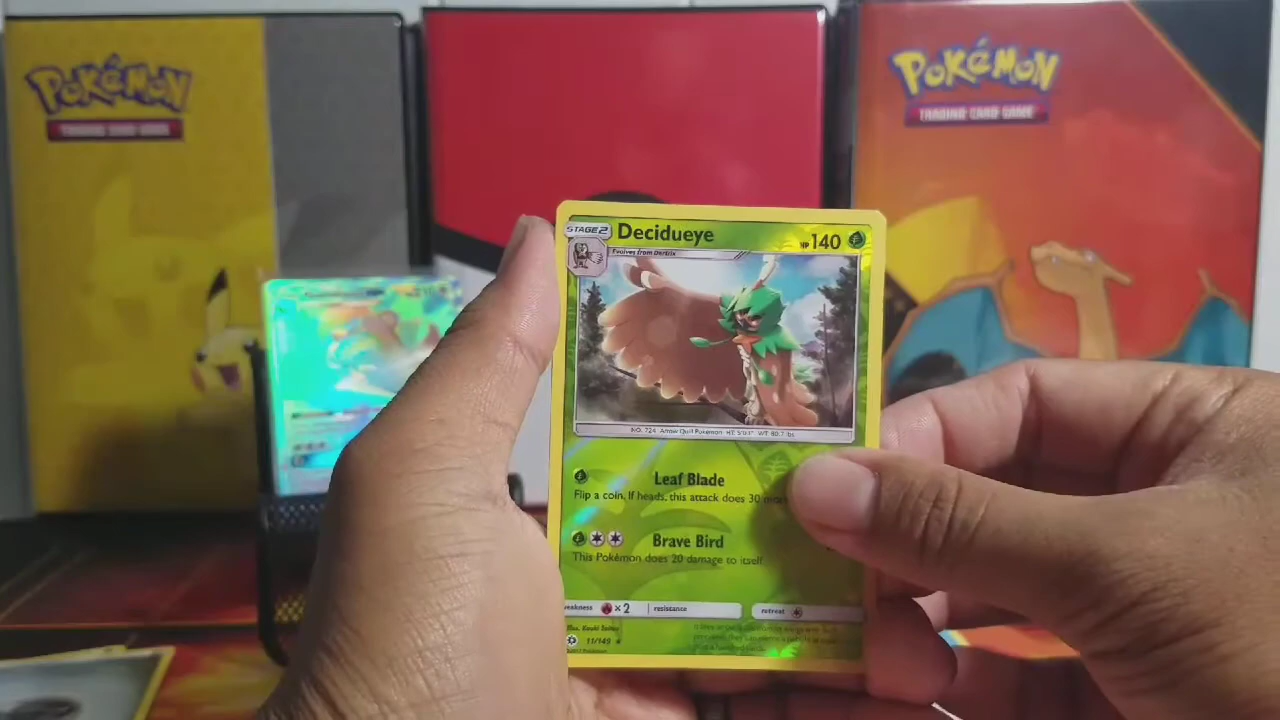 POKéMON
TRADING CARD GAME
POKéMON
TRADING CARD GAME
STAGE 2
Decidueye
HP 140
Evolves from Dartrix
NO. 724 Arrow Quill Pokémon HT: WT: 80.7 lbs
Leaf Blade
Flip a coin. If heads, this attack does 30 more
Brave Bird
This Pokémon does 20 damage to itself.
weakness ×2 resistance retreat
Illus. Kouki Saitou
11/149 ★